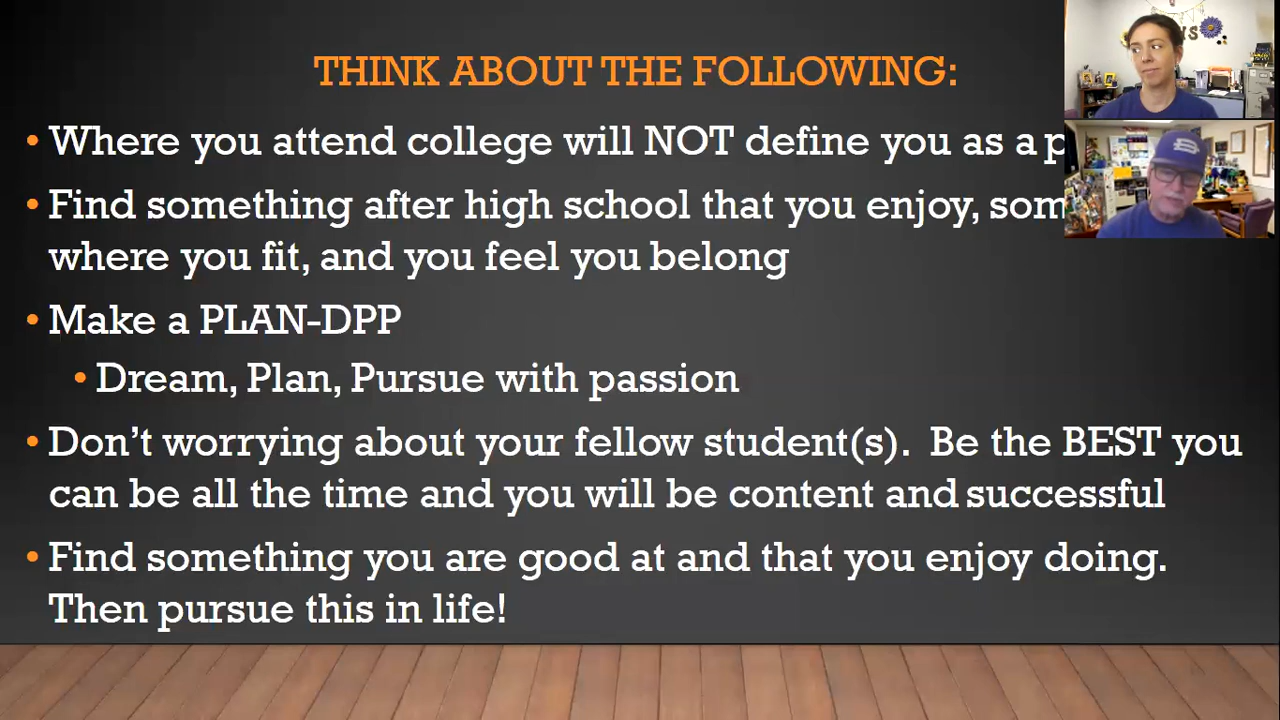 THINK ABOUT THE FOLLOWING:
• Where you attend college will NOT define you as a p
• Find something after high school that you enjoy, som
where you fit, and you feel you belong
• Make a PLAN-DPP
• Dream, Plan, Pursue with passion
• Don’t worrying about your fellow student(s).  Be the BEST you
can be all the time and you will be content and successful
• Find something you are good at and that you enjoy doing.
Then pursue this in life!